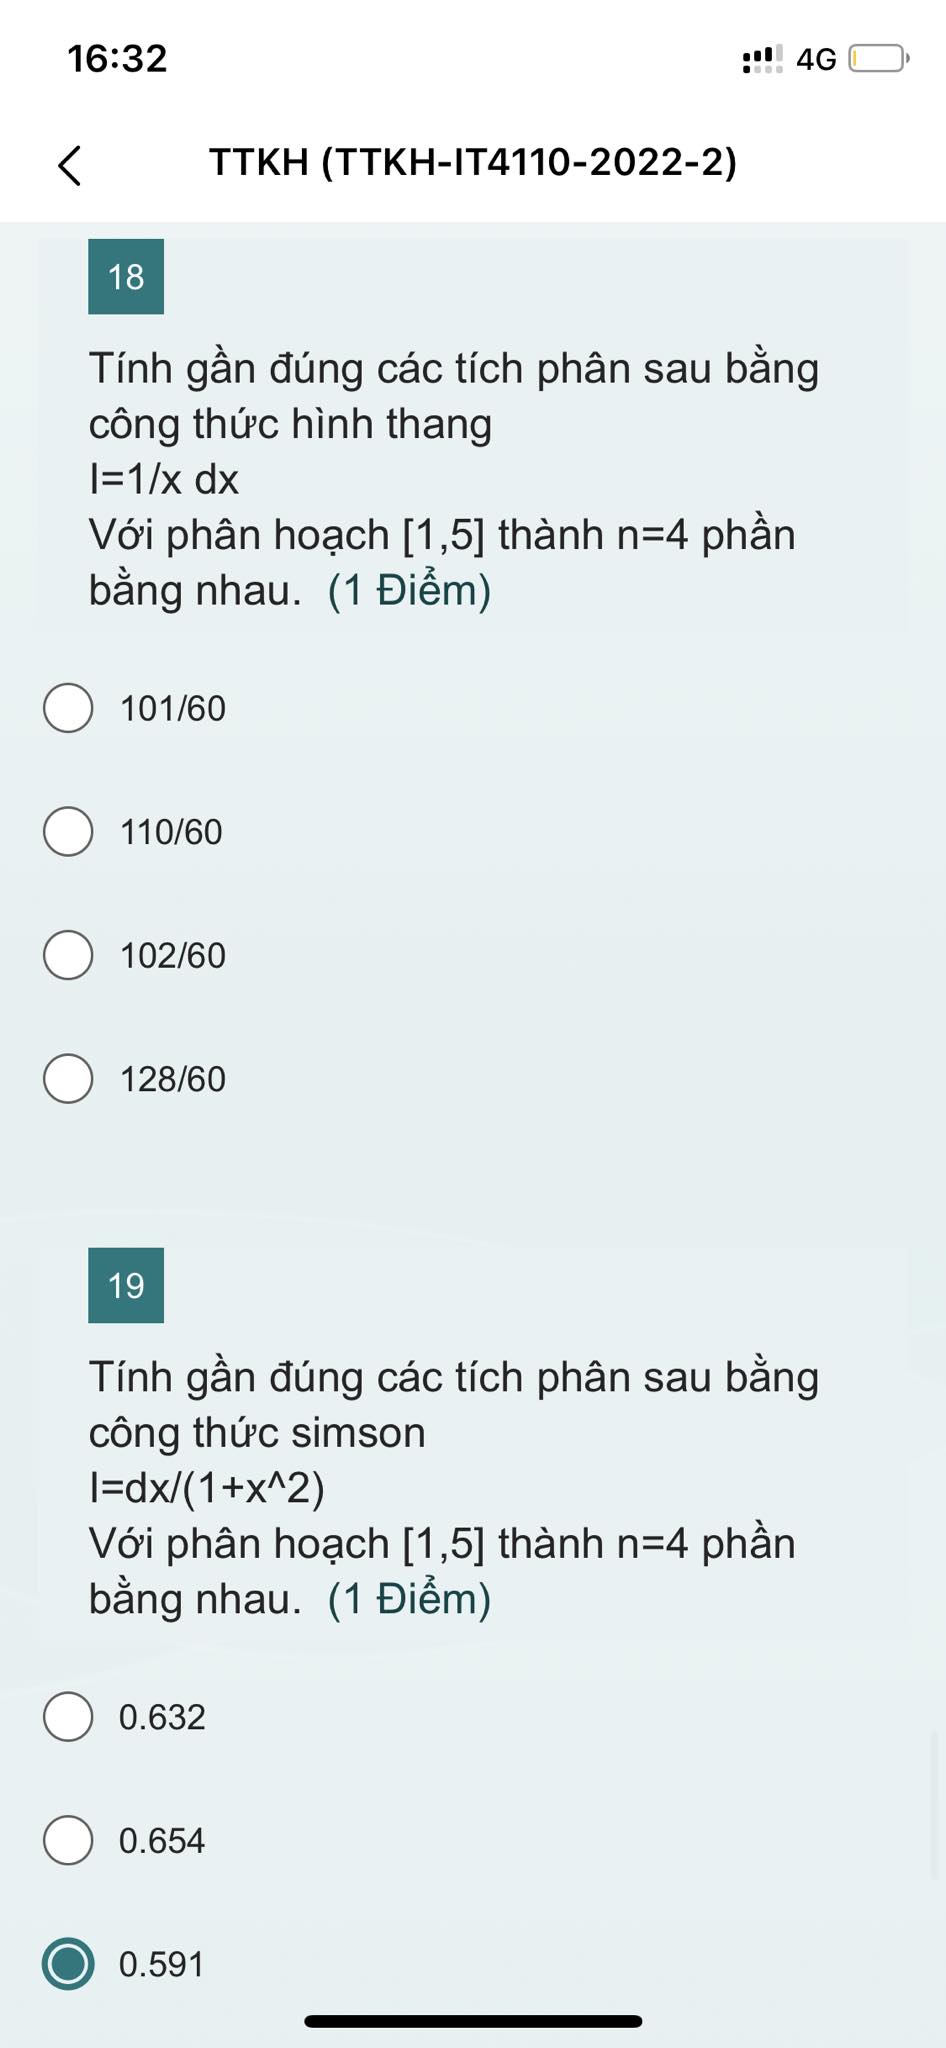 16:32
4G
TTKH (TTKH-IT4110-2022-2)
18
Tính gần đúng các tích phân sau bằng
công thức hình thang
I=1/x dx
Với phân hoạch [1,5] thành n=4 phần
bằng nhau. (1 Điểm)
101/60
110/60
102/60
128/60
19
Tính gần đúng các tích phân sau bằng
công thức simson
I=dx/(1+x^2)
Với phân hoạch [1,5] thành n=4 phần
bằng nhau. (1 Điểm)
0.632
0.654
0.591